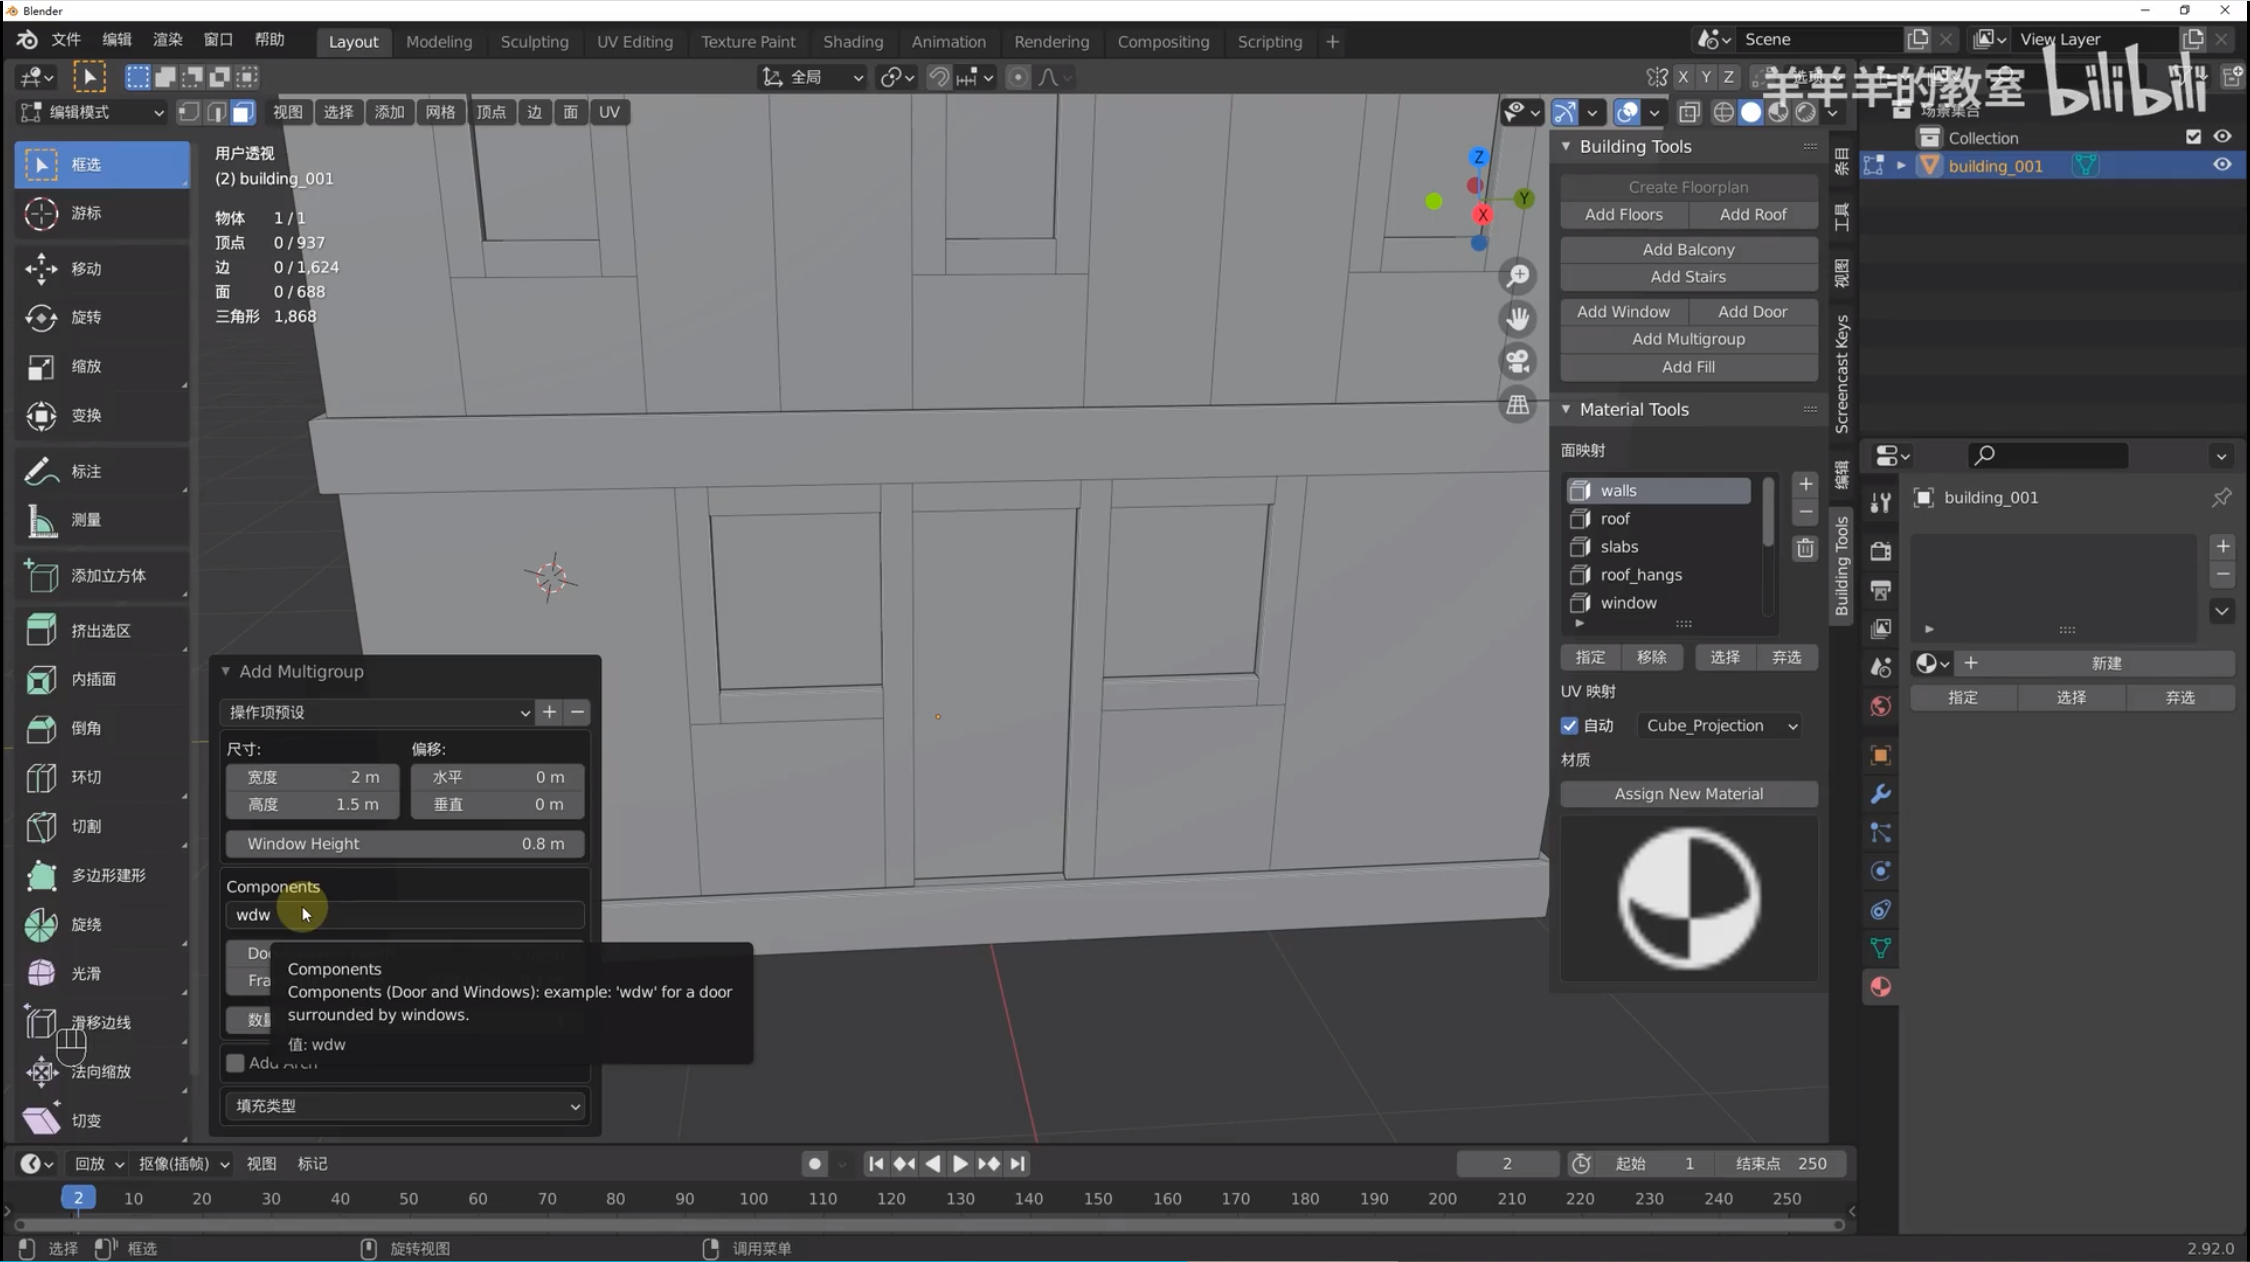 Blender
文件 编辑 渲染 窗口 帮助 Layout Modeling Sculpting UV Editing Texture Paint Shading Animation Rendering Compositing Scripting + Scene View Layer
全局 X Y Z 选项
羊羊羊的教室 bilibili
编辑模式 视图 选择 添加 网格 顶点 边 面 UV
场景集合
Collection
building_001
框选
游标
移动
旋转
缩放
变换
标注
测量
添加立方体
挤出选区
内插面
倒角
环切
切割
多边形建形
旋绕
光滑
滑移边线
法向缩放
切变
用户透视
(2) building_001
物体 1 / 1
顶点 0 / 937
边 0 / 1,624
面 0 / 688
三角形 1,868
Z
Y
X
Building Tools
Create Floorplan
Add Floors Add Roof
Add Balcony
Add Stairs
Add Window Add Door
Add Multigroup
Add Fill
Material Tools
面映射
walls
roof
slabs
roof_hangs
window
指定 移除 选择 弃选
UV 映射
自动 Cube_Projection
材质
Assign New Material
条目
工具
视图
Screencast Keys
编辑
Building Tools
building_001
新建
指定 选择 弃选
Add Multigroup
操作项预设
尺寸: 偏移:
宽度 2 m 水平 0 m
高度 1.5 m 垂直 0 m
Window Height 0.8 m
Components
wdw
Doo
Fra
数量
Add Arch
填充类型
Components
Components (Door and Windows): example: 'wdw' for a door
surrounded by windows.
值: wdw
回放 抠像(插帧) 视图 标记 2 起始 1 结束点 250
2 10 20 30 40 50 60 70 80 90 100 110 120 130 140 150 160 170 180 190 200 210 220 230 240 250
选择 框选 旋转视图 调用菜单 2.92.0